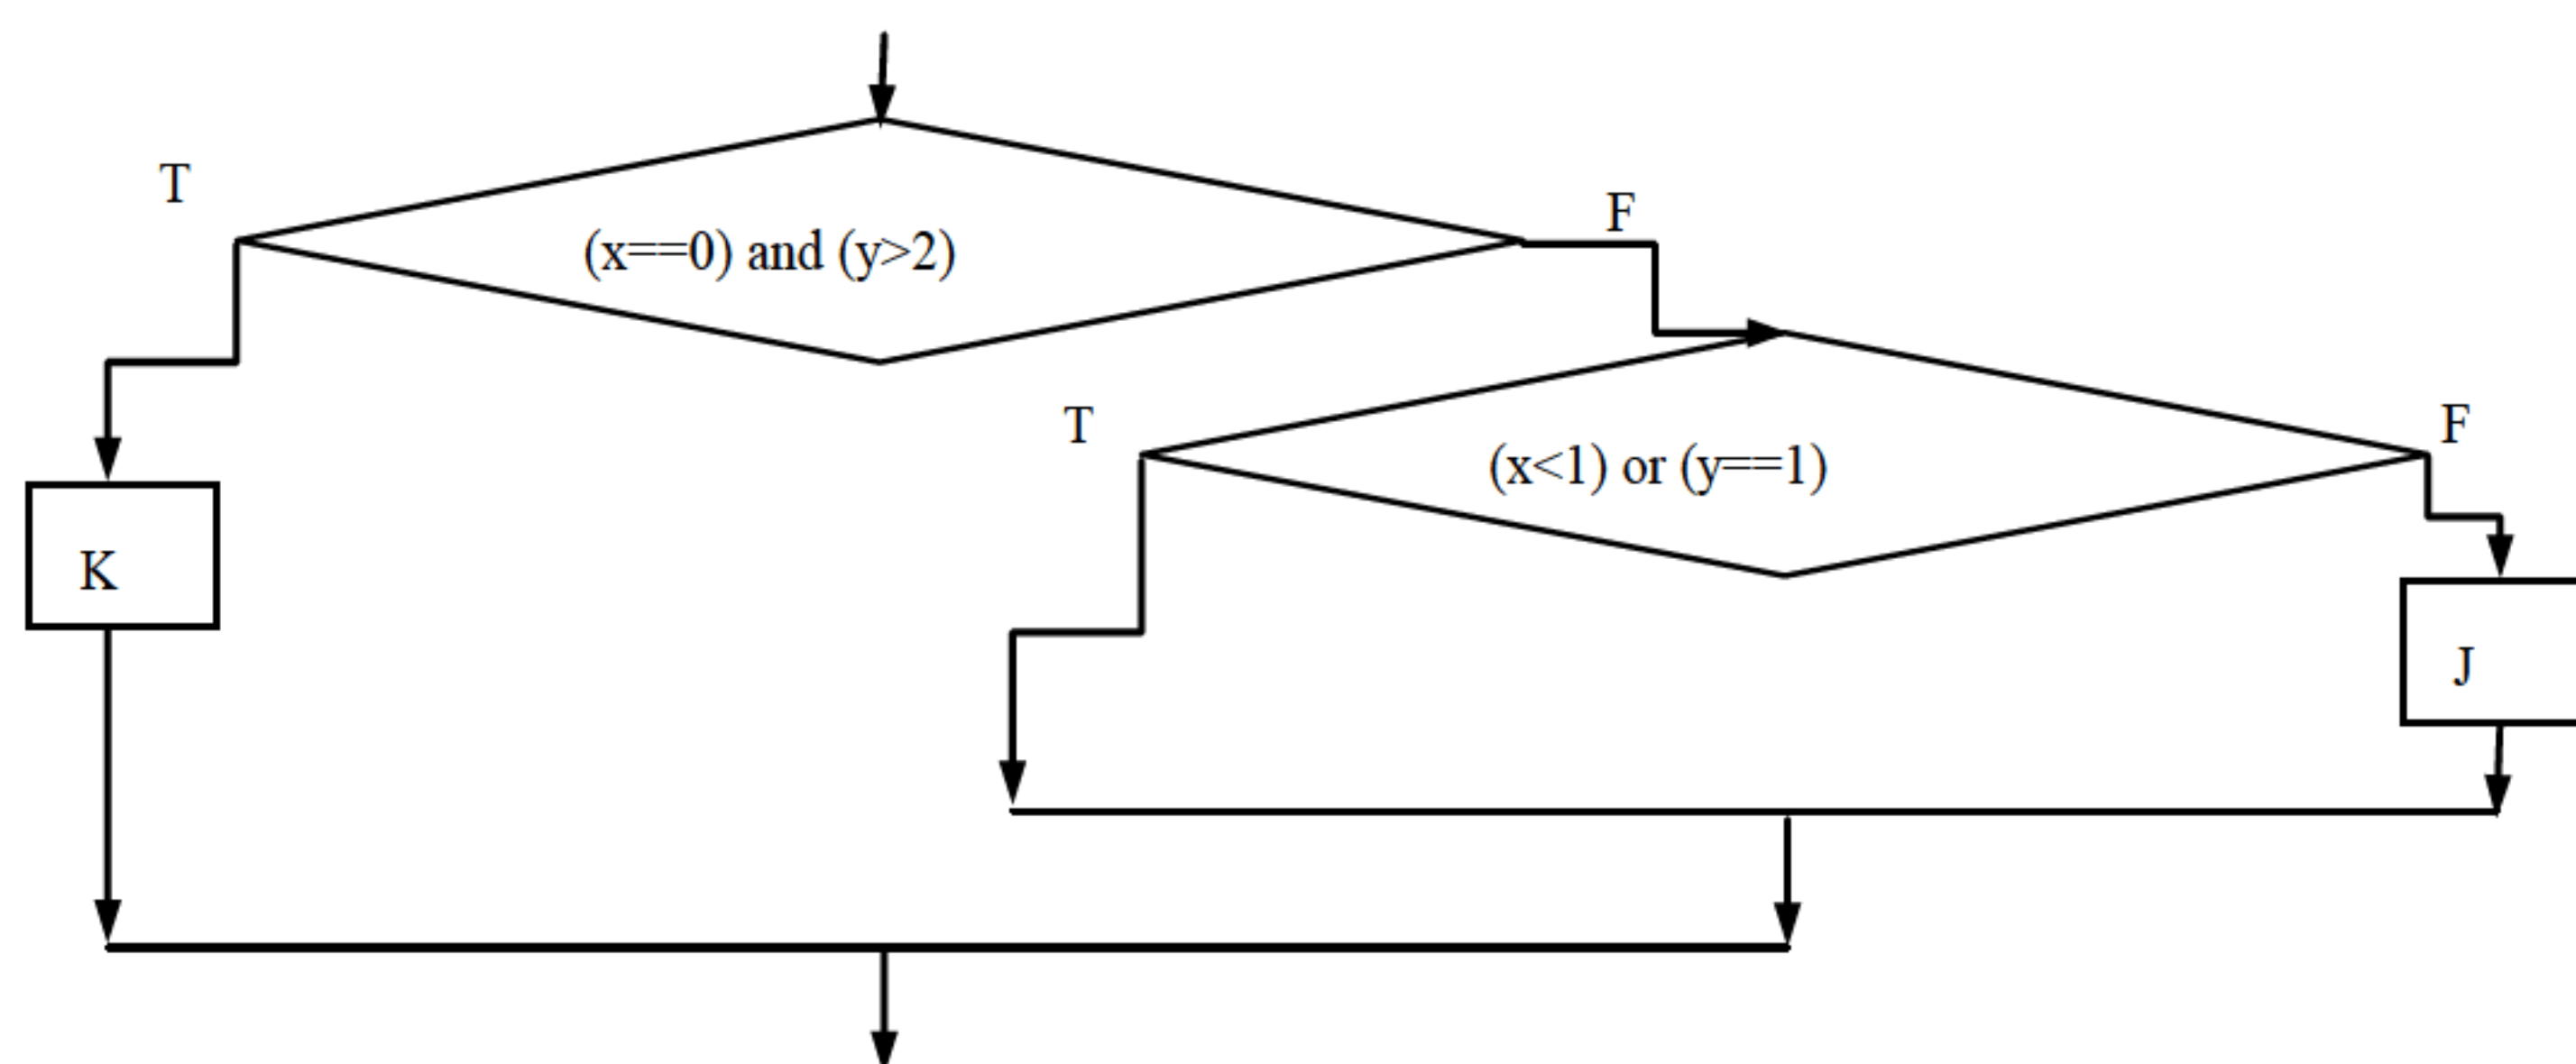 T
F
(x==0) and (y>2)
T
F
(x<1) or (y==1)
K
J